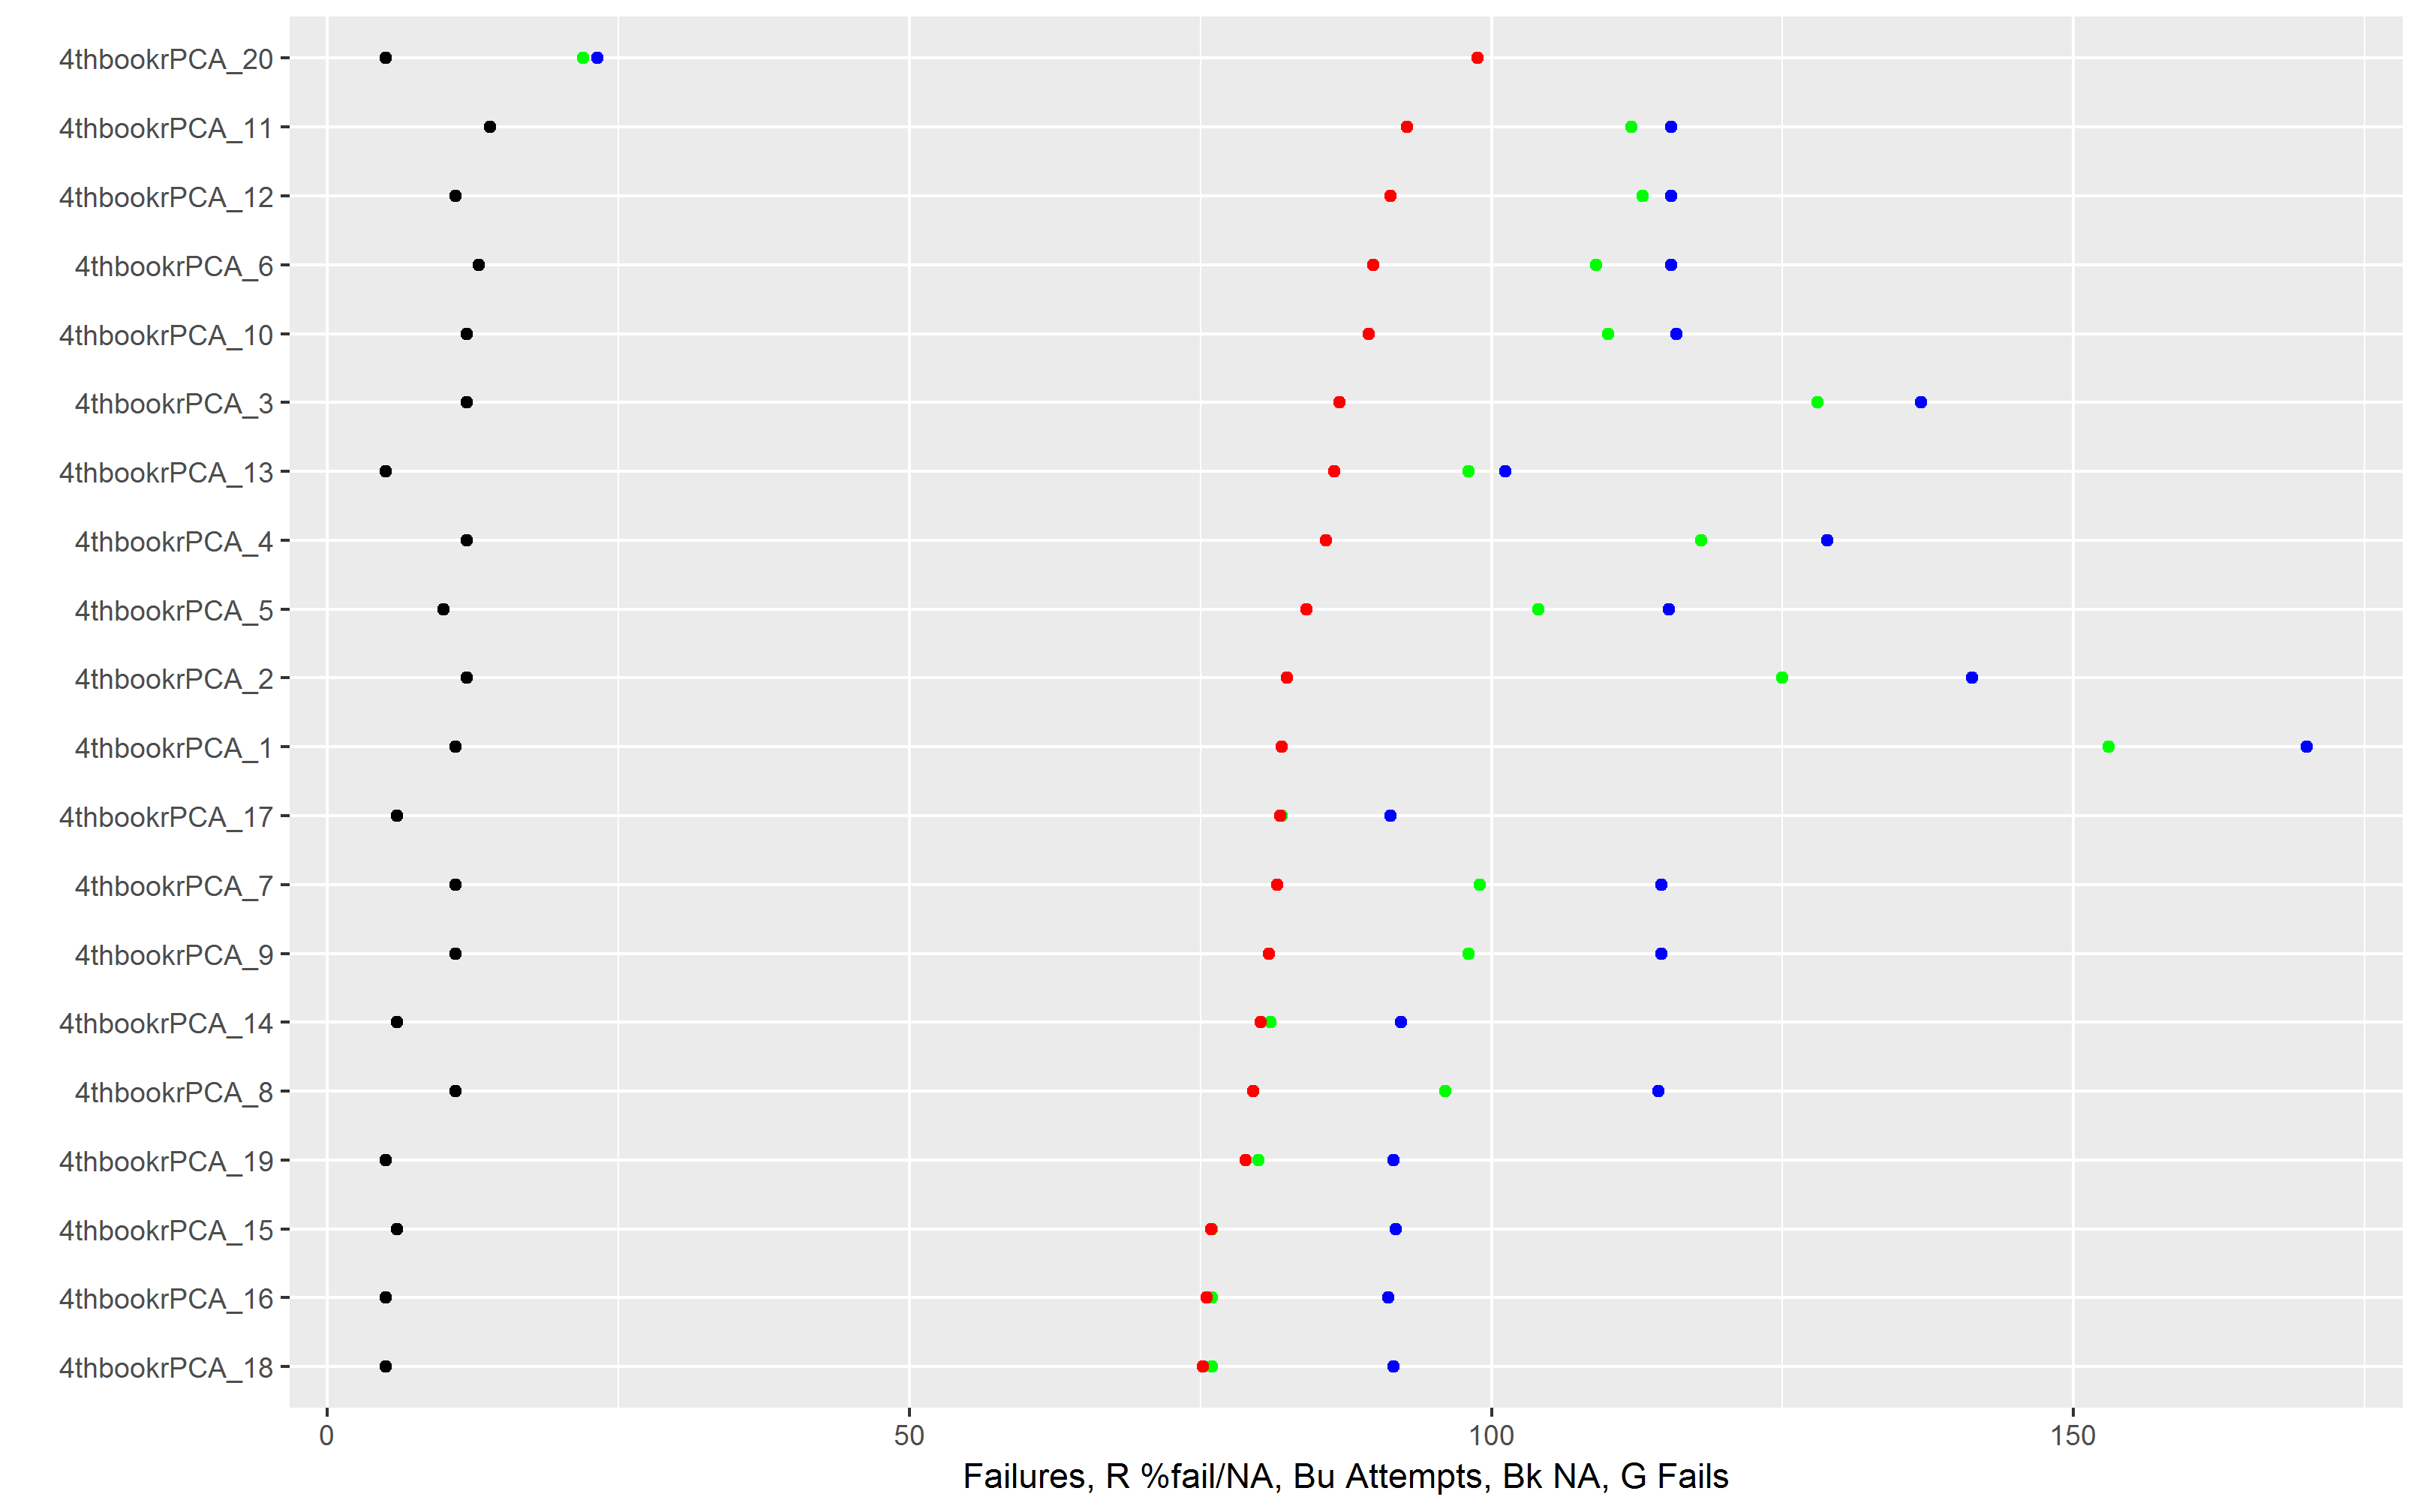 4thbookrPCA_20
4thbookrPCA_11
4thbookrPCA_12
4thbookrPCA_6
4thbookrPCA_10
4thbookrPCA_3
4thbookrPCA_13
4thbookrPCA_4
4thbookrPCA_5
4thbookrPCA_2
4thbookrPCA_1
4thbookrPCA_17
4thbookrPCA_7
4thbookrPCA_9
4thbookrPCA_14
4thbookrPCA_8
4thbookrPCA_19
4thbookrPCA_15
4thbookrPCA_16
4thbookrPCA_18
0 50 100 150
Failures, R %fail/NA, Bu Attempts, Bk NA, G Fails